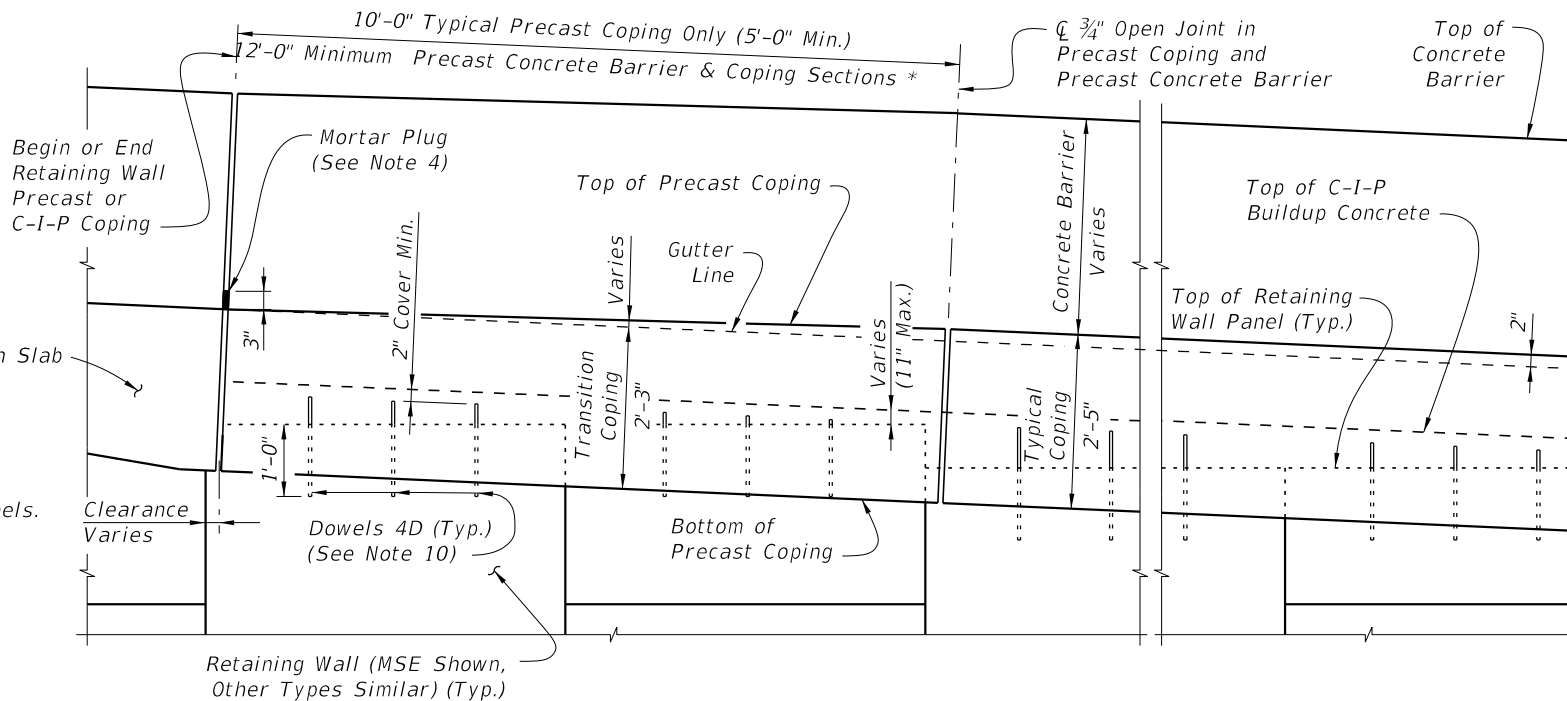 10'-0" Typical Precast Coping Only (5'-0" Min.)
12'-0" Minimum Precast Concrete Barrier & Coping Sections *
℄ ¾" Open Joint in
Precast Coping and
Precast Concrete Barrier
Top of
Concrete
Barrier
Begin or End
Retaining Wall
Precast or
C-I-P Coping
Mortar Plug
(See Note 4)
Top of Precast Coping
Gutter
Line
Concrete Barrier
Varies
Top of C-I-P
Buildup Concrete
Top of Retaining
Wall Panel (Typ.)
3"
2" Cover Min.
Varies
Varies
(11" Max.)
2"
n Slab
Transition
Coping
2'-3"
Typical
Coping
2'-5"
1'-0"
els.
Clearance
Varies
Dowels 4D (Typ.)
(See Note 10)
Bottom of
Precast Coping
Retaining Wall (MSE Shown,
Other Types Similar) (Typ.)